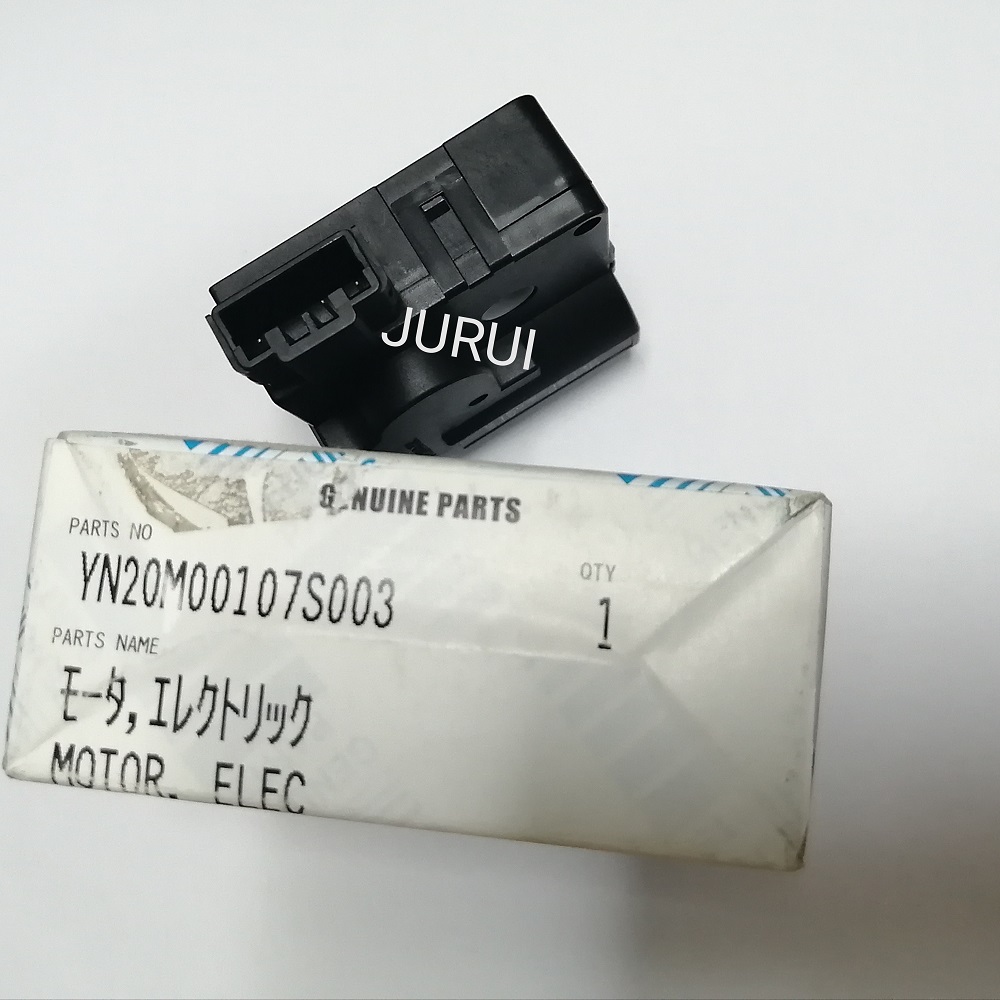 JURUI
GENUINE PARTS
PARTS NO
YN20M00107S003
QTY
1
PARTS NAME
モータ,エレクトリック
MOTOR, ELEC